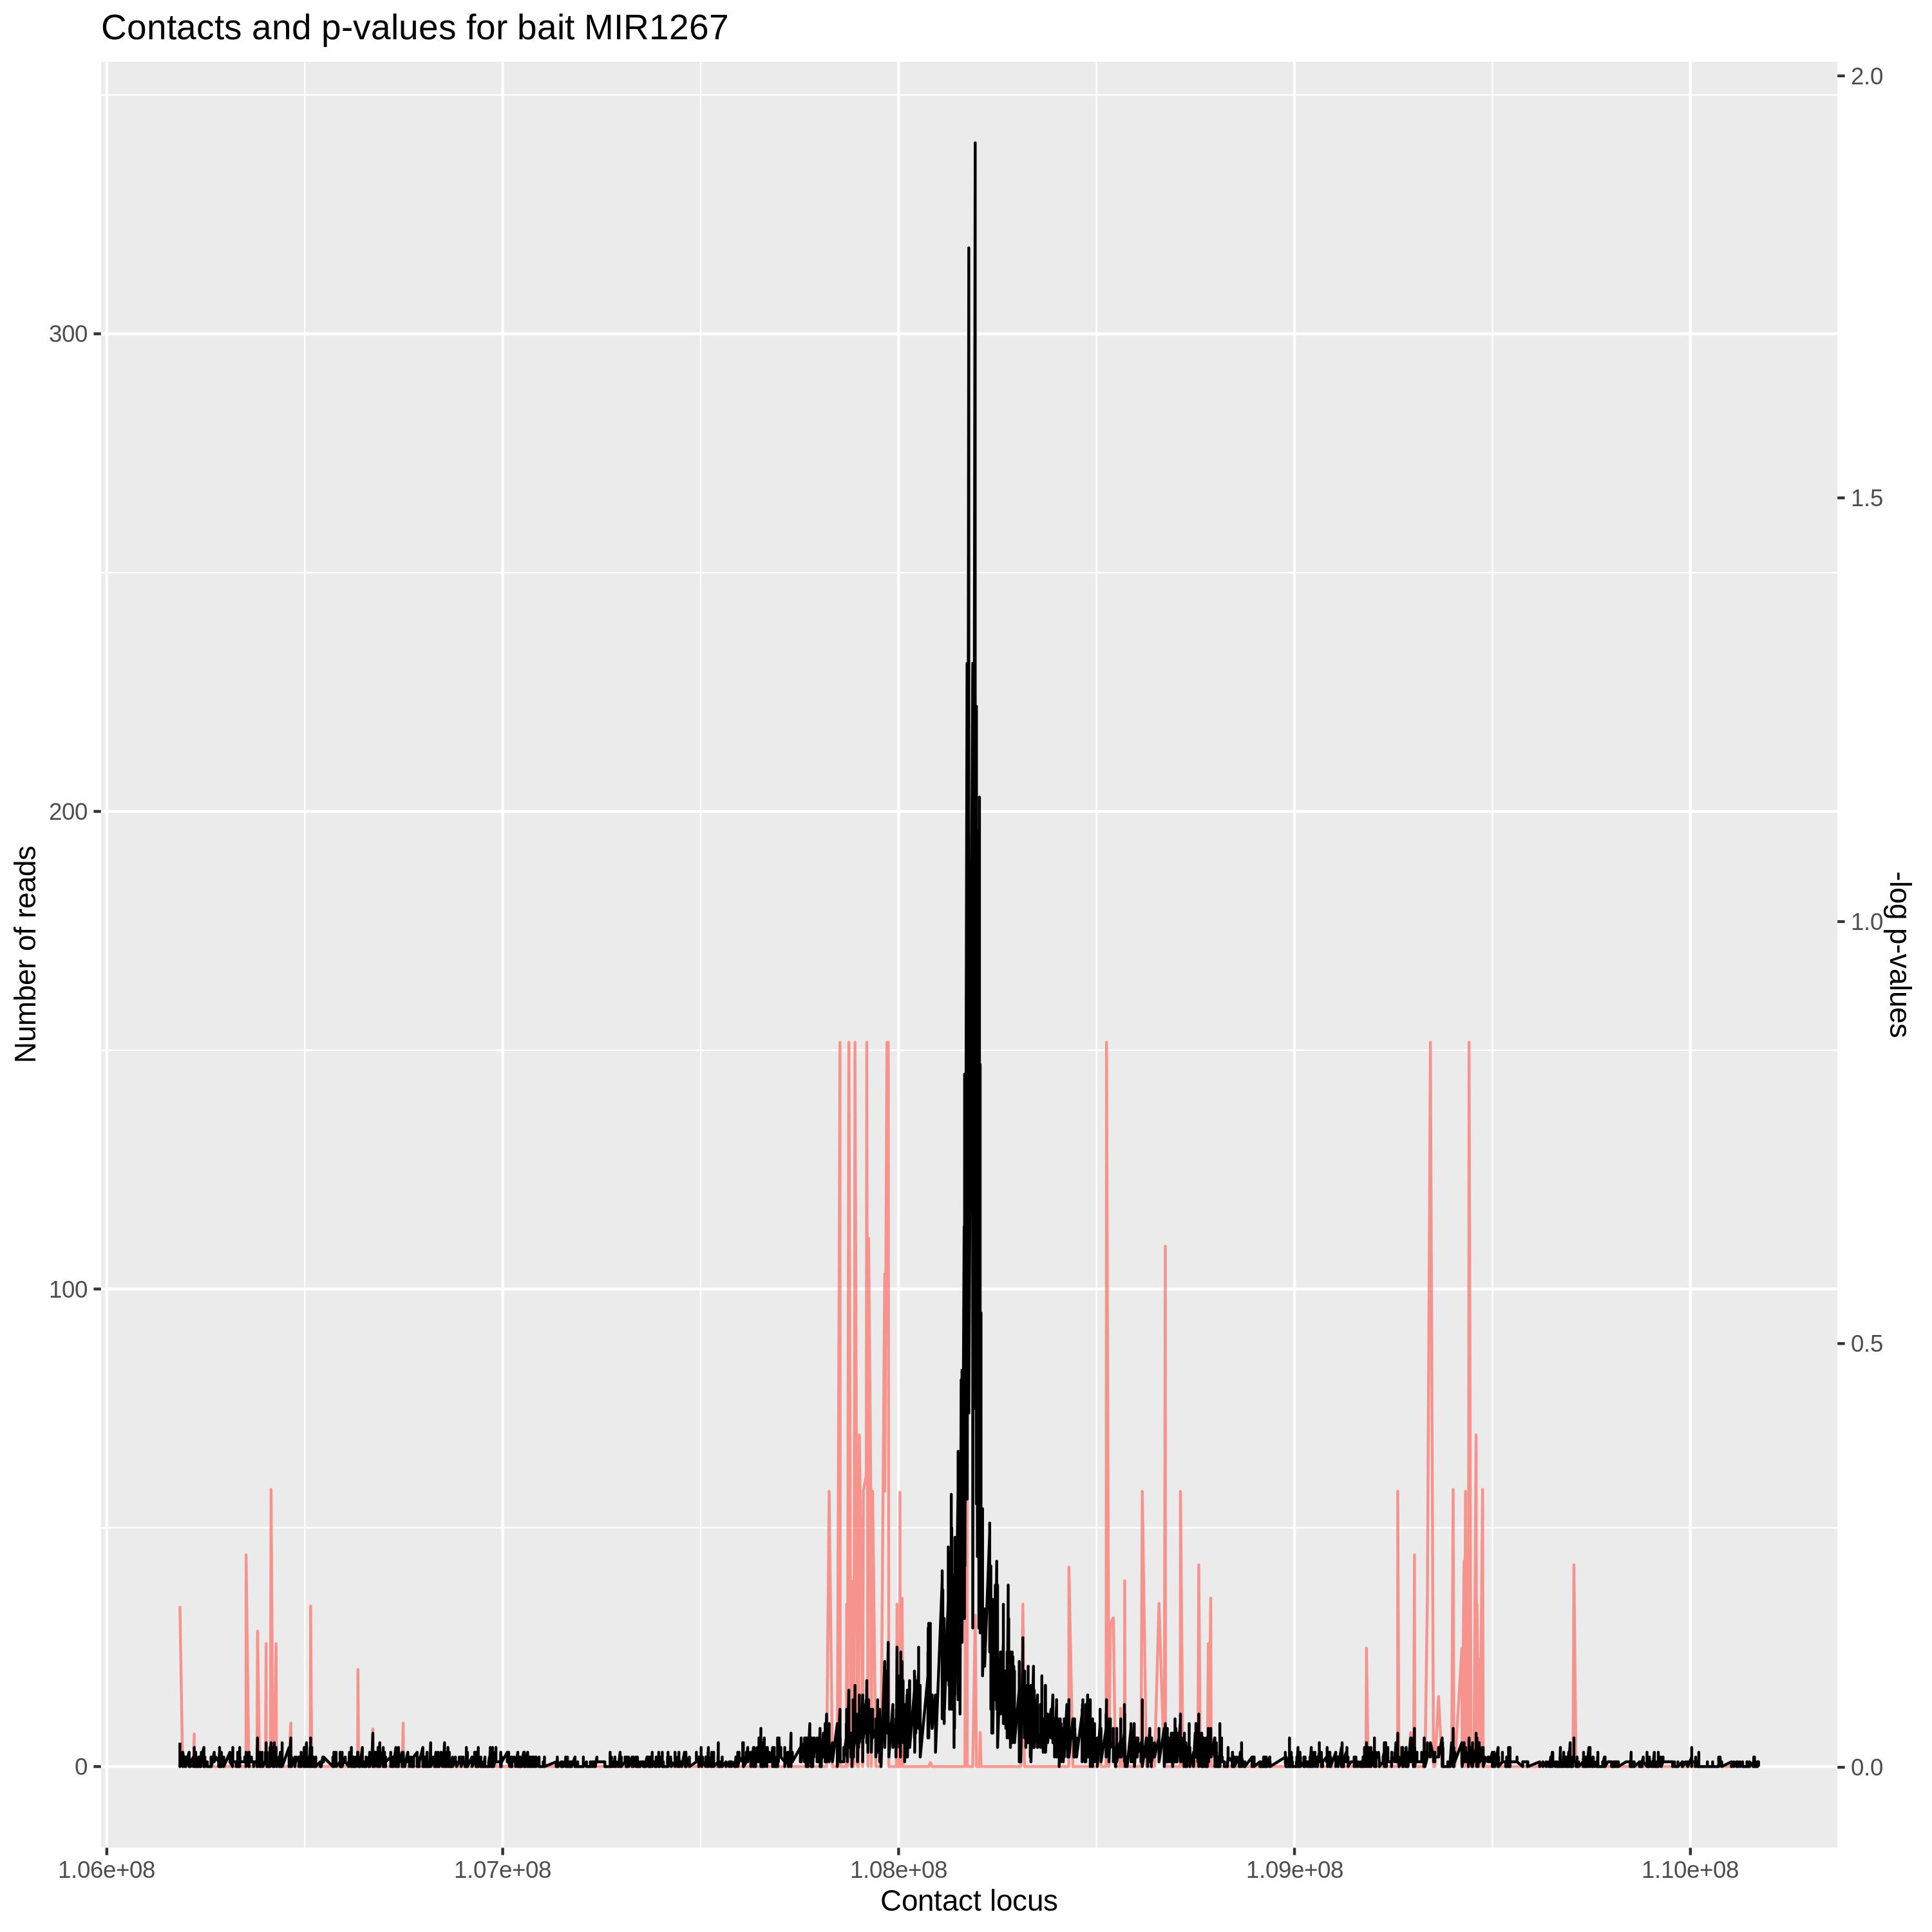 Contacts and p-values for bait MIR1267
2.0
1.5
1.0
0.5
0.0
300
200
100
0
Number of reads
-log p-values
1.06e+08 1.07e+08 1.08e+08 1.09e+08 1.10e+08
Contact locus